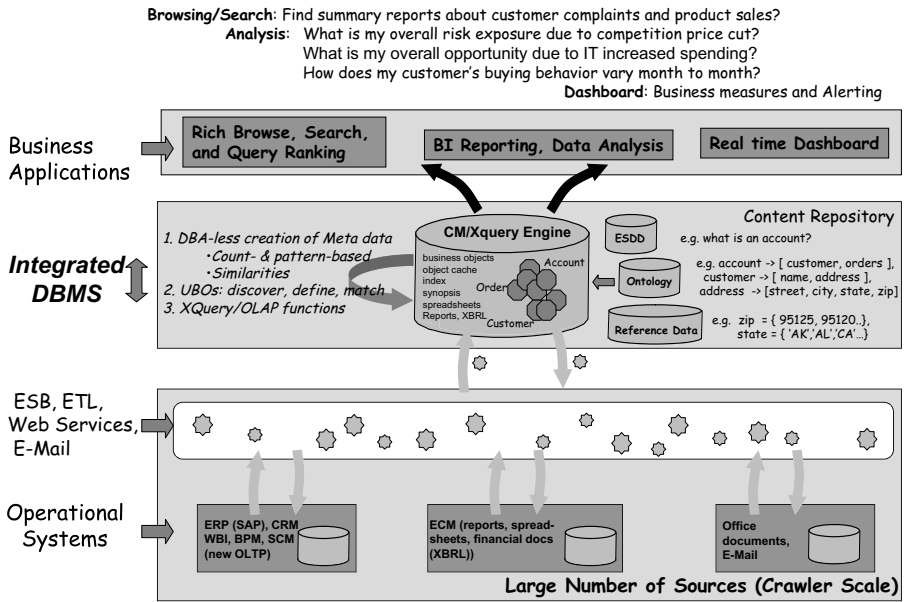 Browsing/Search: Find summary reports about customer complaints and product sales?
Analysis: What is my overall risk exposure due to competition price cut?
What is my overall opportunity due to IT increased spending?
How does my customer's buying behavior vary month to month?
Dashboard: Business measures and Alerting
Business
Applications
Rich Browse, Search,
and Query Ranking
BI Reporting, Data Analysis
Real time Dashboard
Integrated
DBMS
1. DBA-less creation of Meta data
•Count- & pattern-based
•Similarities
2. UBOs: discover, define, match
3. XQuery/OLAP functions
CM/Xquery Engine
business objects
object cache
index
synopsis
spreadsheets
Reports, XBRL
Account
Order
Customer
Content Repository
ESDD
e.g. what is an account?
Ontology
e.g. account -> [ customer, orders ],
customer -> [ name, address ],
address -> [street, city, state, zip]
Reference Data
e.g. zip = { 95125, 95120..},
state = { 'AK','AL','CA'...}
ESB, ETL,
Web Services,
E-Mail
Operational
Systems
ERP (SAP), CRM
WBI, BPM, SCM
(new OLTP)
ECM (reports, spread-
sheets, financial docs
(XBRL))
Office
documents,
E-Mail
Large Number of Sources (Crawler Scale)